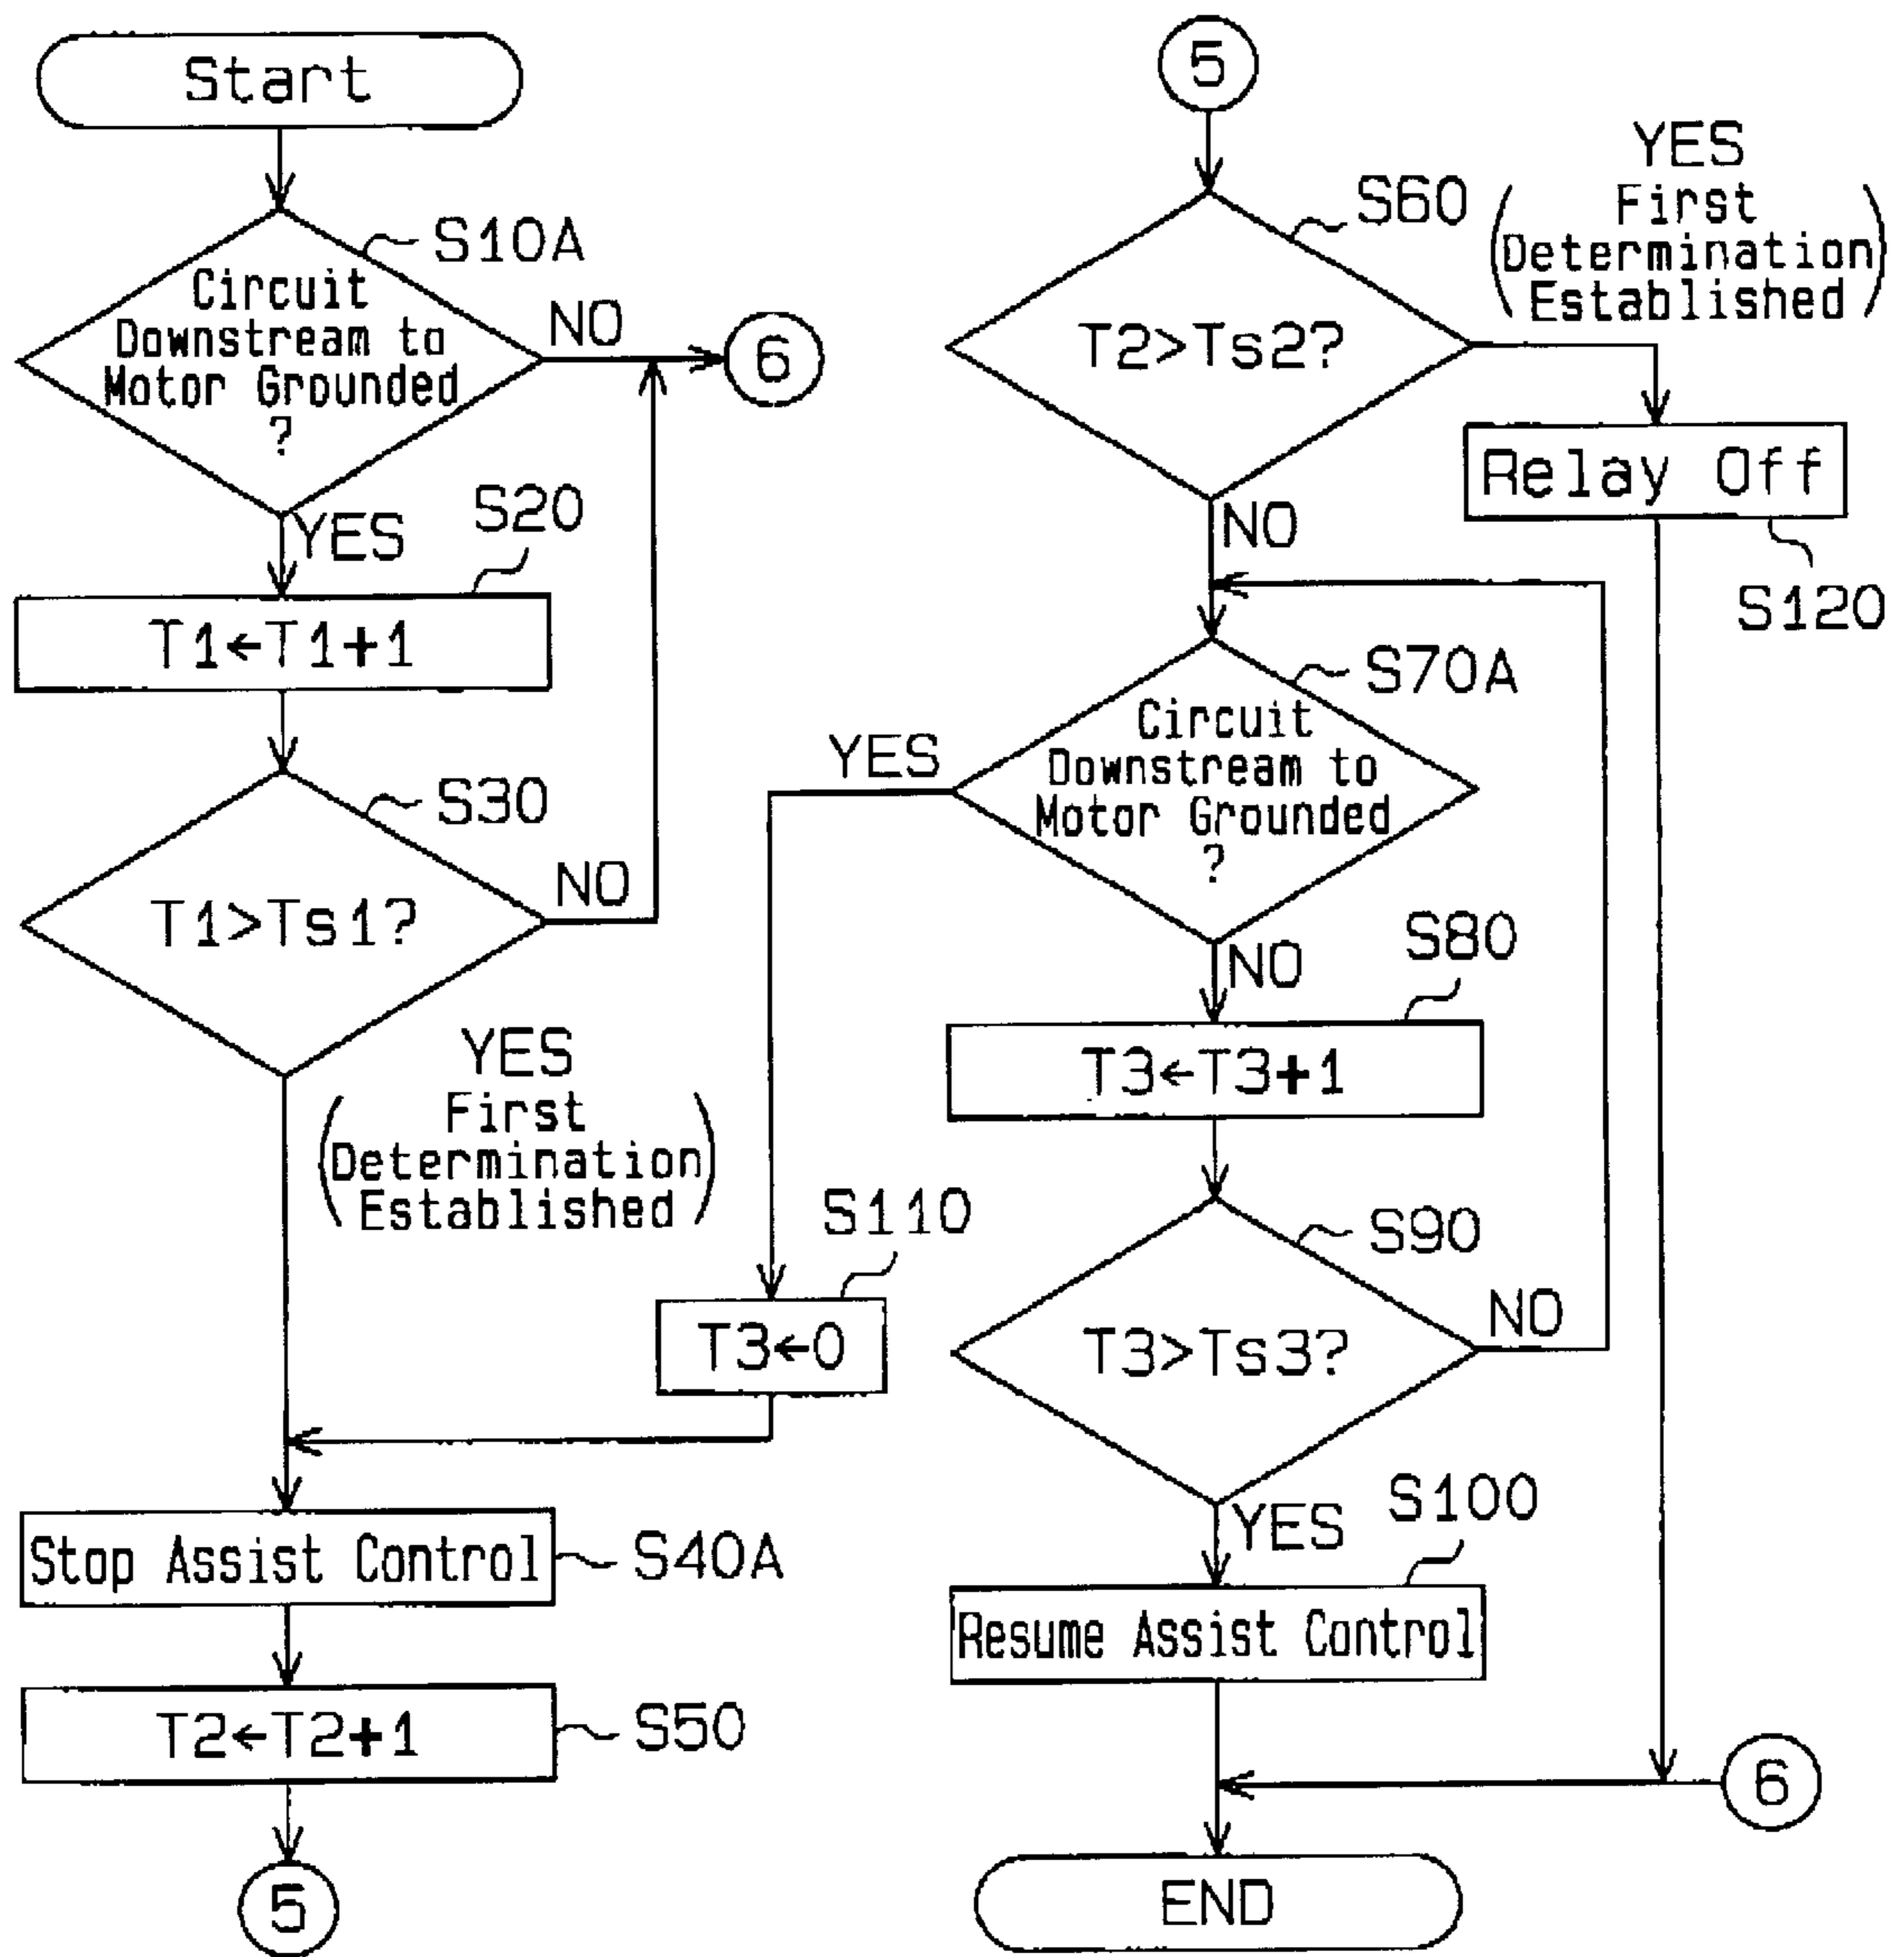 Start
S10A
Circuit
Downstream to
Motor Grounded
?
NO
6
YES
S20
T1←T1+1
S30
T1>Ts1?
NO
YES
(First
Determination
Established)
S110
T3←0
Stop Assist Control
S40A
T2←T2+1
S50
5
5
S60
T2>Ts2?
YES
(First
Determination
Established)
Relay Off
S120
NO
S70A
Circuit
Downstream to
Motor Grounded
?
YES
NO
S80
T3←T3+1
S90
T3>Ts3?
NO
YES
S100
Resume Assist Control
6
END